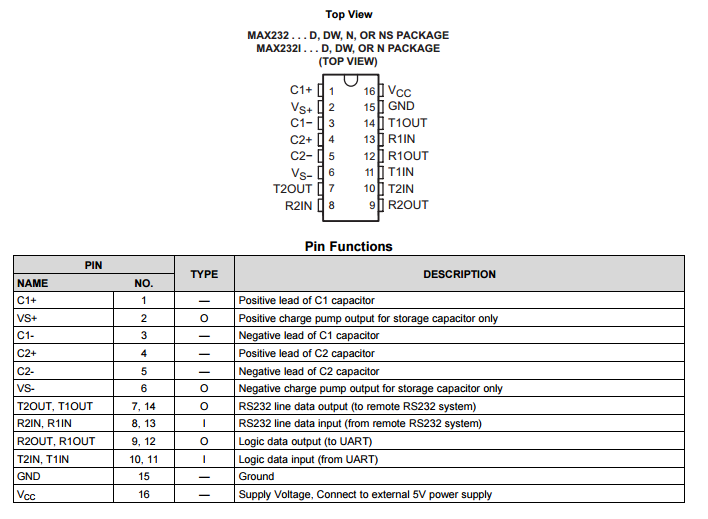 Top View
MAX232 . . . D, DW, N, OR NS PACKAGE
MAX232I . . . D, DW, OR N PACKAGE
(TOP VIEW)
C1+ 1 16 VCC
VS+ 2 15 GND
C1− 3 14 T1OUT
C2+ 4 13 R1IN
C2− 5 12 R1OUT
VS− 6 11 T1IN
T2OUT 7 10 T2IN
R2IN 8 9 R2OUT
Pin Functions
PIN
TYPE
DESCRIPTION
NAME NO.
C1+ 1 — Positive lead of C1 capacitor
VS+ 2 O Positive charge pump output for storage capacitor only
C1- 3 — Negative lead of C1 capacitor
C2+ 4 — Positive lead of C2 capacitor
C2- 5 — Negative lead of C2 capacitor
VS- 6 O Negative charge pump output for storage capacitor only
T2OUT, T1OUT 7, 14 O RS232 line data output (to remote RS232 system)
R2IN, R1IN 8, 13 I RS232 line data input (from remote RS232 system)
R2OUT, R1OUT 9, 12 O Logic data output (to UART)
T2IN, T1IN 10, 11 I Logic data input (from UART)
GND 15 — Ground
VCC 16 — Supply Voltage, Connect to external 5V power supply